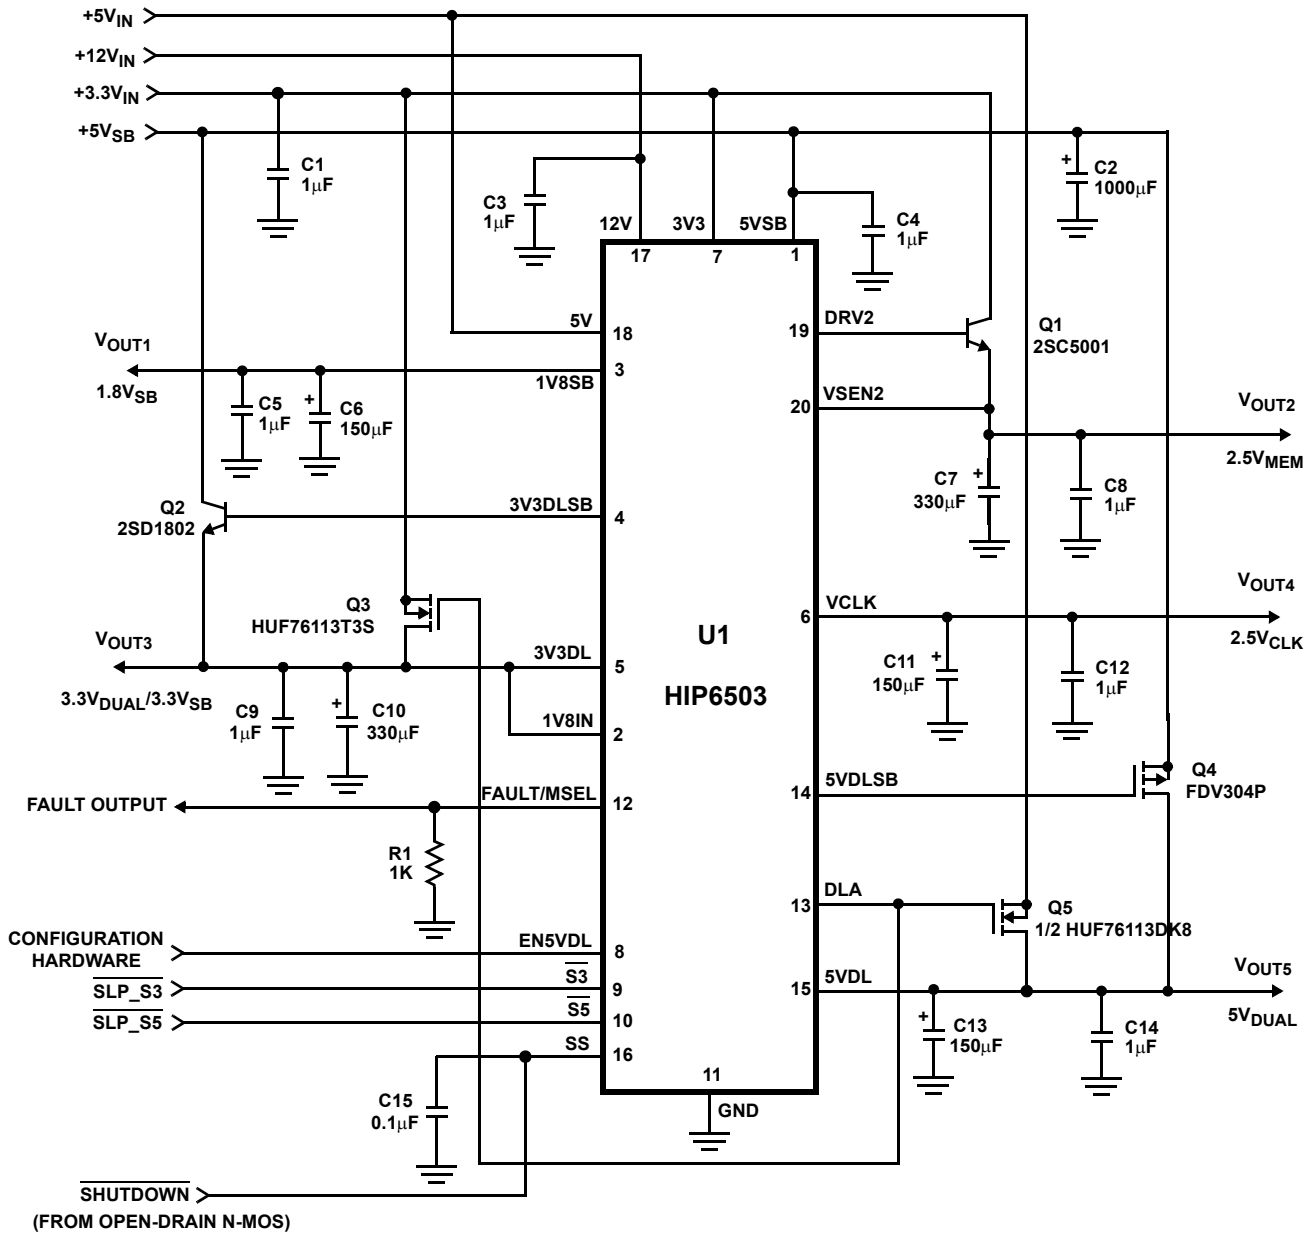 +5VIN
+12VIN
+3.3VIN
+5VSB
C1
1μF
C2
1000μF
C3
1μF
C4
1μF
12V
3V3
5VSB
17
7
1
5V
18
DRV2
19
Q1
2SC5001
VOUT1
1.8VSB
1V8SB
3
C5
1μF
C6
150μF
VSEN2
20
VOUT2
2.5VMEM
C7
330μF
C8
1μF
Q2
2SD1802
3V3DLSB
4
Q3
HUF76113T3S
U1
HIP6503
VCLK
6
VOUT4
2.5VCLK
C11
150μF
C12
1μF
VOUT3
3.3VDUAL/3.3VSB
3V3DL
5
C9
1μF
C10
330μF
1V8IN
2
FAULT OUTPUT
FAULT/MSEL
12
R1
1K
5VDLSB
14
Q4
FDV304P
DLA
13
Q5
1/2 HUF76113DK8
CONFIGURATION
HARDWARE
EN5VDL
8
SLP_S3
S3
9
SLP_S5
S5
10
SS
16
5VDL
15
VOUT5
5VDUAL
C13
150μF
C14
1μF
C15
0.1μF
11
GND
SHUTDOWN
(FROM OPEN-DRAIN N-MOS)